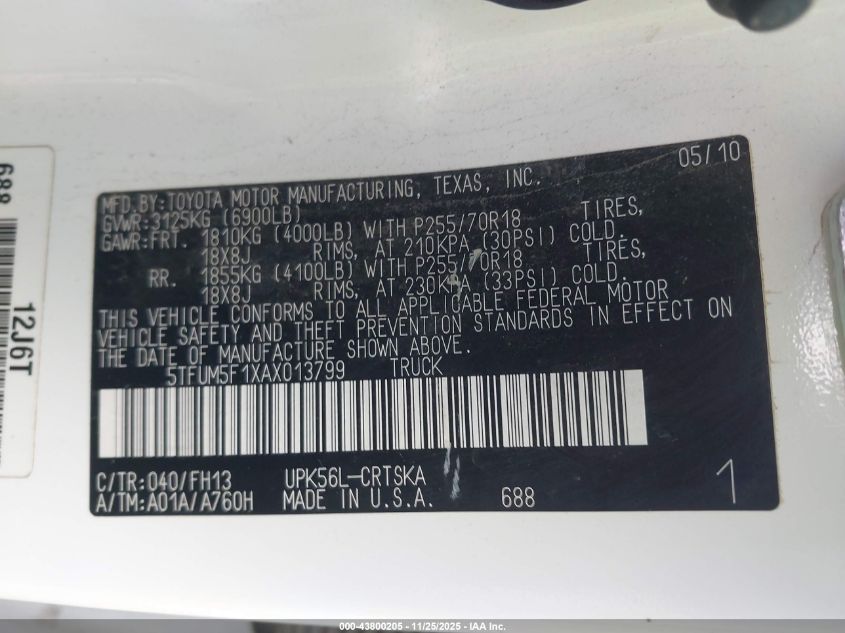 05/10
MFD.BY:TOYOTA MOTOR MANUFACTURING, TEXAS, INC.
GVWR:3125KG (6900LB)
GAWR:FRT. 1810KG (4000LB) WITH P255/70R18 TIRES,
18X8J RIMS, AT 210KPA (30PSI) COLD.
RR. 1855KG (4100LB) WITH P255/70R18 TIRES,
18X8J RIMS, AT 230KPA (33PSI) COLD.
THIS VEHICLE CONFORMS TO ALL APPLICABLE FEDERAL MOTOR
VEHICLE SAFETY AND THEFT PREVENTION STANDARDS IN EFFECT ON
THE DATE OF MANUFACTURE SHOWN ABOVE.
5TFUM5F1XAX013799 TRUCK
C/TR:040/FH13 UPK56L-CRTSKA
A/TM:A01A/A760H MADE IN U.S.A. 688
1
688
12J6T
000-43800205 - 11/25/2025 - IAA Inc.